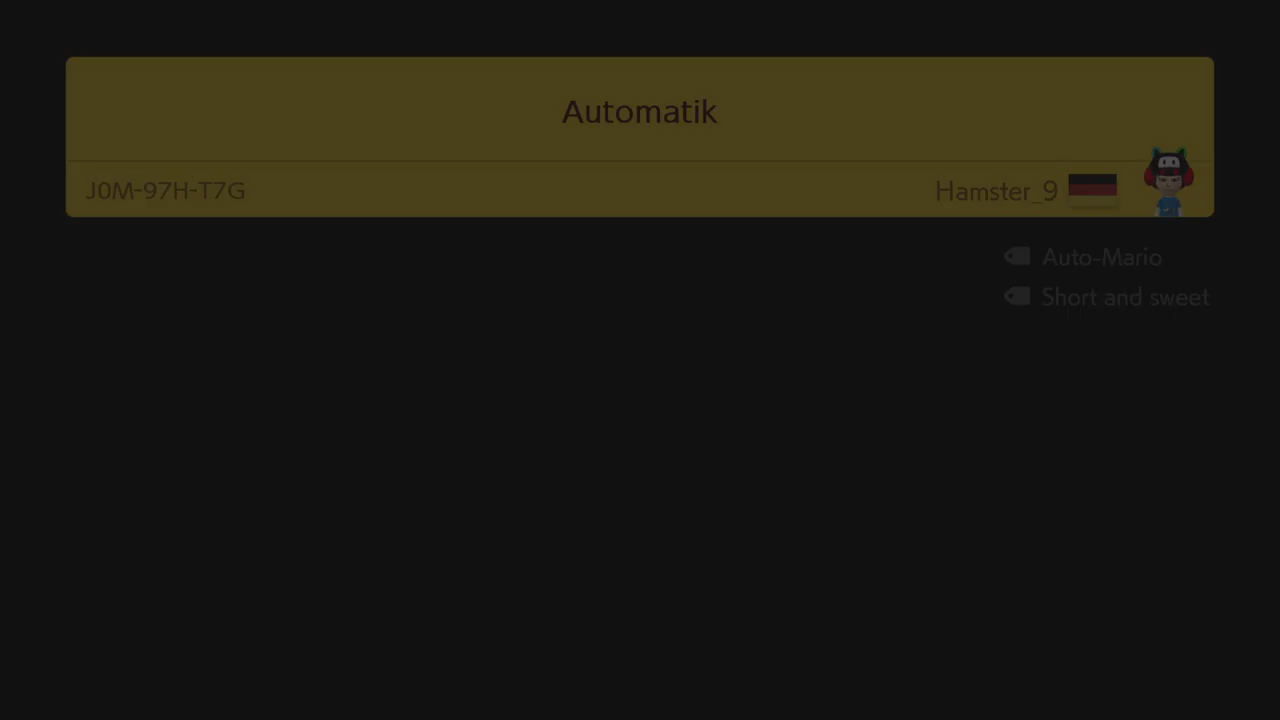 Automatik
J0M-97H-T7G
Hamster_9
Auto-Mario
Short and sweet